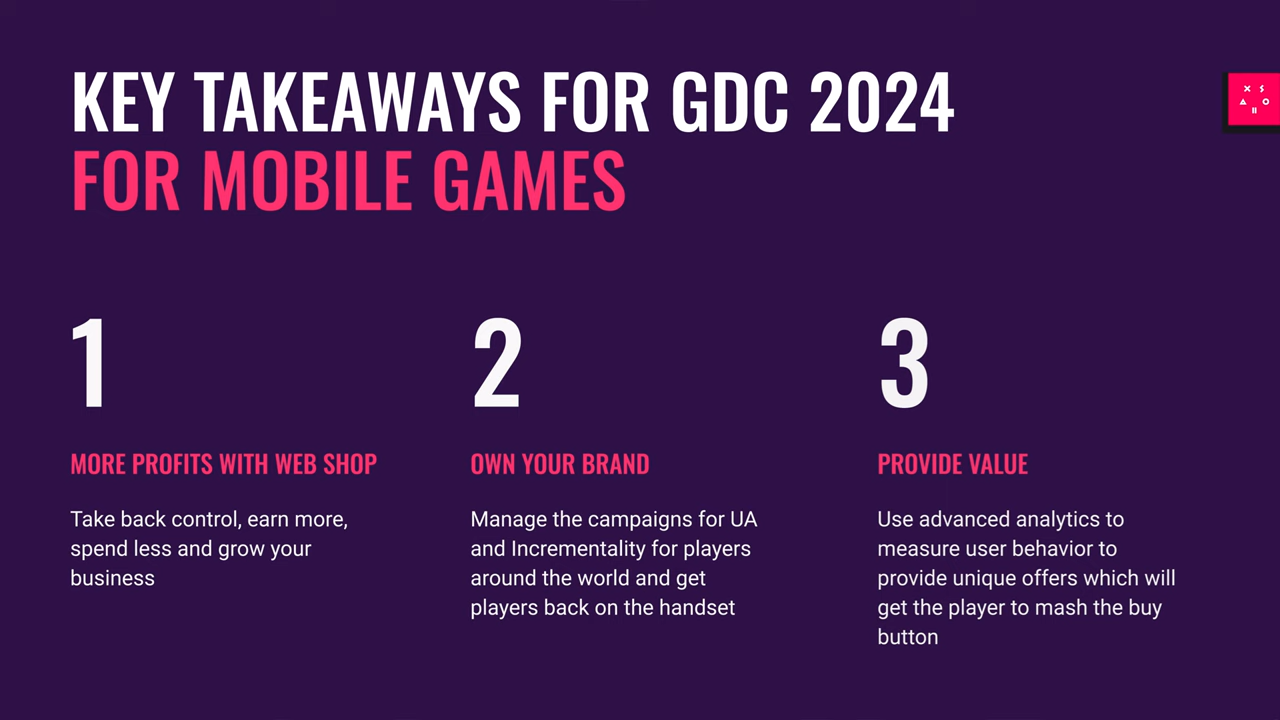 KEY TAKEAWAYS FOR GDC 2024
FOR MOBILE GAMES
1
MORE PROFITS WITH WEB SHOP
Take back control, earn more,
spend less and grow your
business
2
OWN YOUR BRAND
Manage the campaigns for UA
and Incrementality for players
around the world and get
players back on the handset
3
PROVIDE VALUE
Use advanced analytics to
measure user behavior to
provide unique offers which will
get the player to mash the buy
button